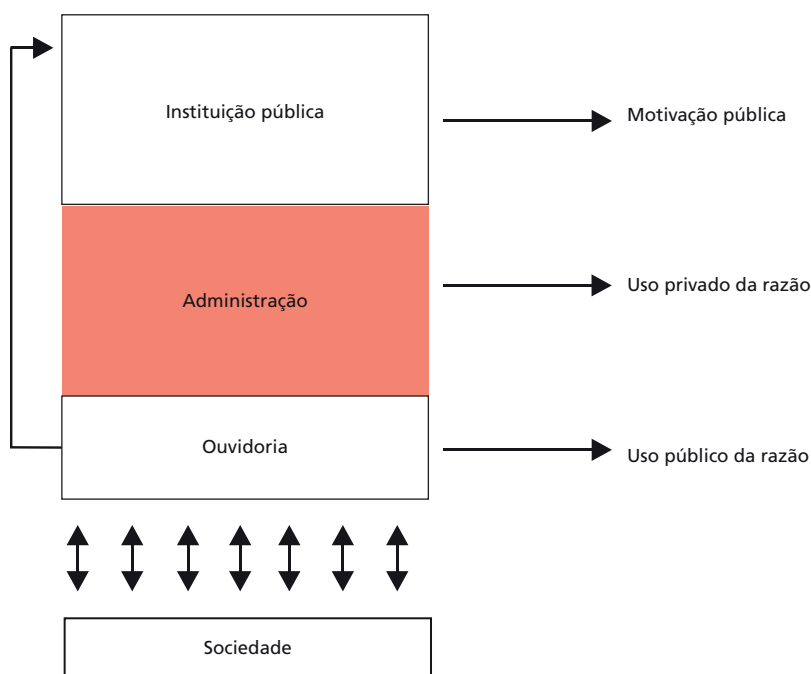 Instituição pública
Motivação pública
Administração
Uso privado da razão
Ouvidoria
Uso público da razão
Sociedade